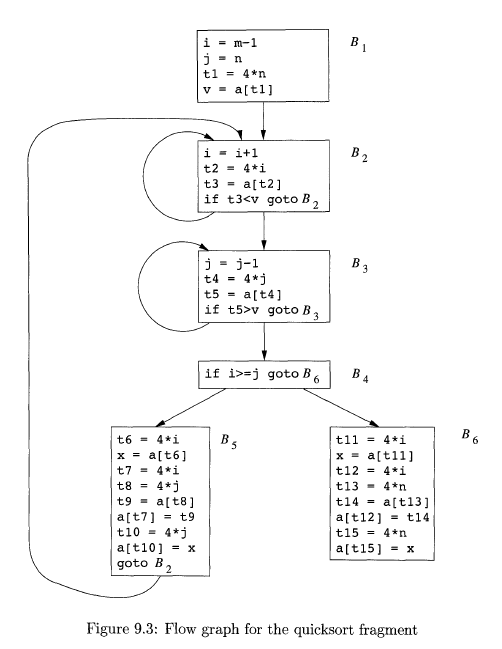 i = m-1
j = n
t1 = 4*n
v = a[t1]
B1
i = i+1
t2 = 4*i
t3 = a[t2]
if t3<v goto B2
B2
j = j-1
t4 = 4*j
t5 = a[t4]
if t5>v goto B3
B3
if i>=j goto B6
B4
t6 = 4*i
x = a[t6]
t7 = 4*i
t8 = 4*j
t9 = a[t8]
a[t7] = t9
t10 = 4*j
a[t10] = x
goto B2
B5
t11 = 4*i
x = a[t11]
t12 = 4*i
t13 = 4*n
t14 = a[t13]
a[t12] = t14
t15 = 4*n
a[t15] = x
B6
Figure 9.3: Flow graph for the quicksort fragment